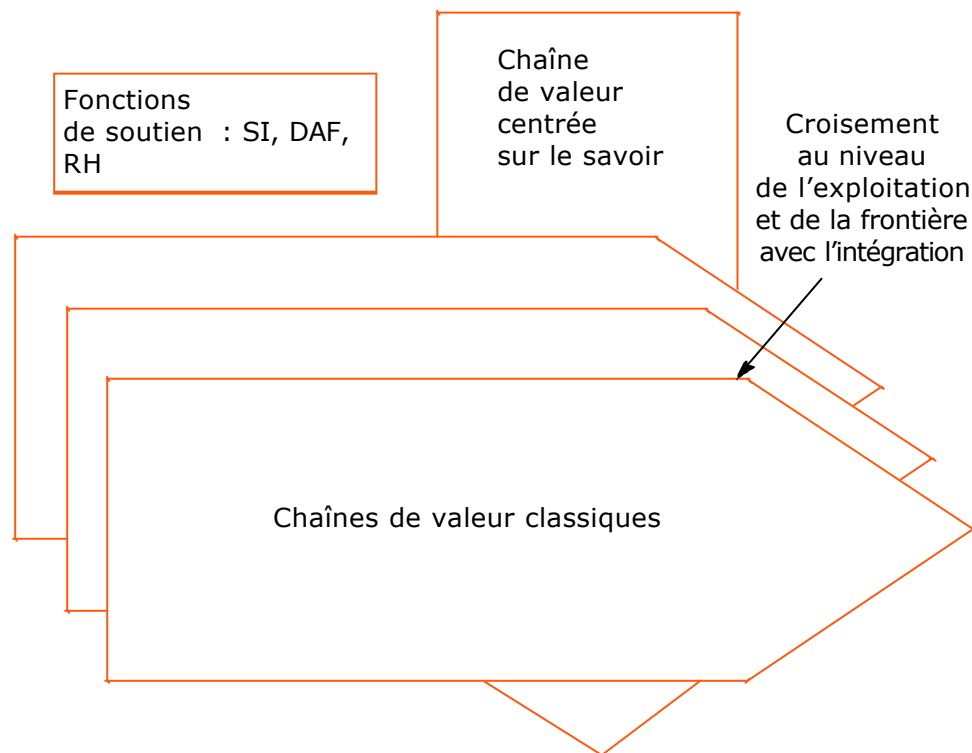 Fonctions
de soutien : SI, DAF,
RH
Chaîne
de valeur
centrée
sur le savoir
Croisement
au niveau
de l’exploitation
et de la frontière
avec l’intégration
Chaînes de valeur classiques